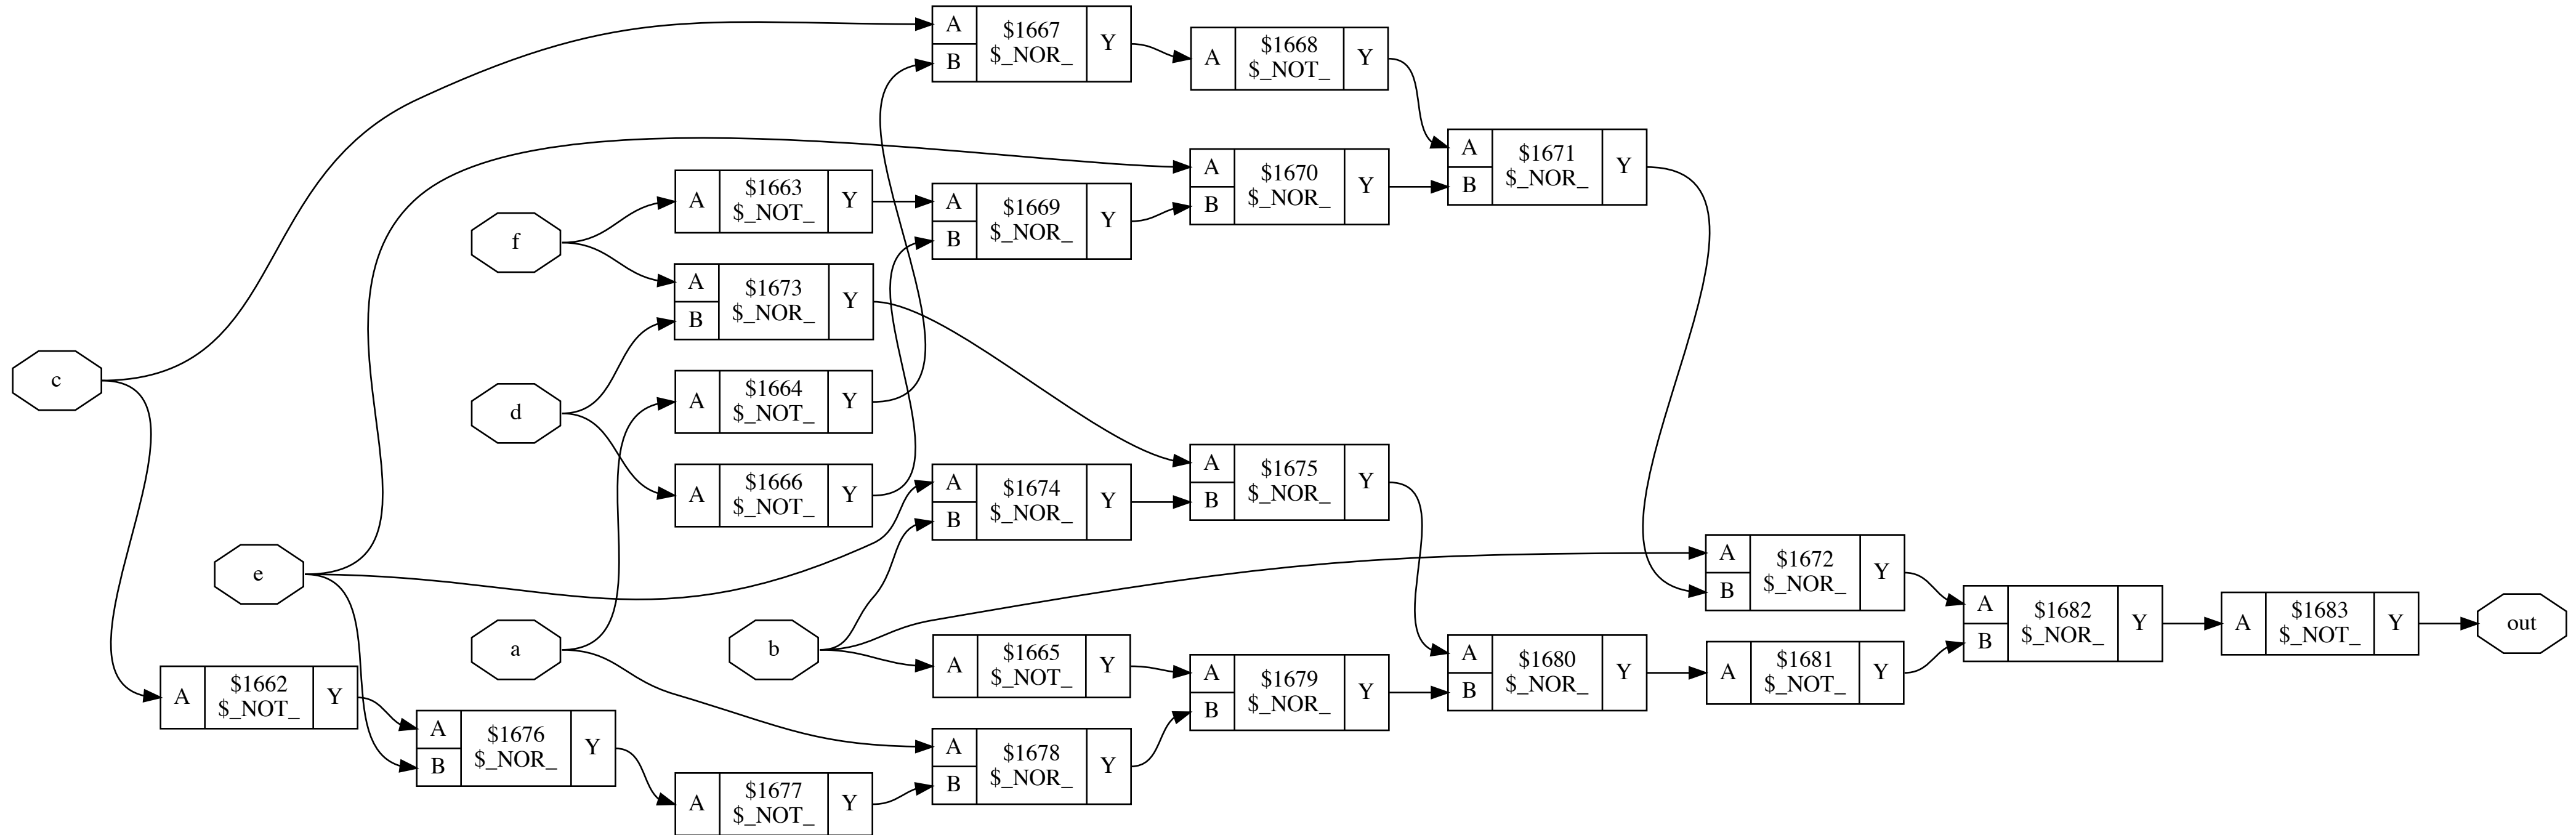 A $1667 Y
B $_NOR_
A $1668 Y
$_NOT_
A $1671 Y
B $_NOR_
A $1670 Y
B $_NOR_
A $1663 Y
$_NOT_
A $1669 Y
B $_NOR_
f
A $1673 Y
B $_NOR_
c
A $1664 Y
$_NOT_
d
A $1666 Y
$_NOT_
A $1674 Y
B $_NOR_
A $1675 Y
B $_NOR_
e
A $1672 Y
B $_NOR_
a
b
A $1665 Y
$_NOT_
A $1679 Y
B $_NOR_
A $1680 Y
B $_NOR_
A $1681 Y
$_NOT_
A $1682 Y
B $_NOR_
A $1683 Y
$_NOT_
out
A $1662 Y
$_NOT_
A $1676 Y
B $_NOR_
A $1677 Y
$_NOT_
A $1678 Y
B $_NOR_